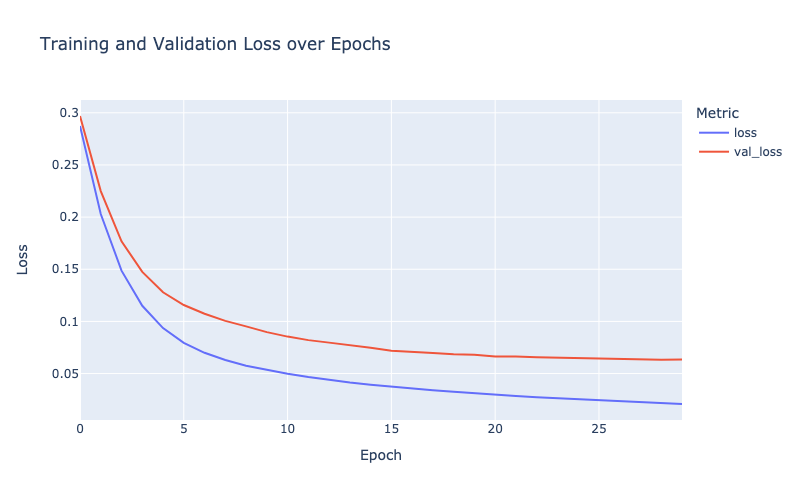 Training and Validation Loss over Epochs
Metric
loss
val_loss
0.3
0.25
0.2
0.15
0.1
0.05
Loss
0
5
10
15
20
25
Epoch